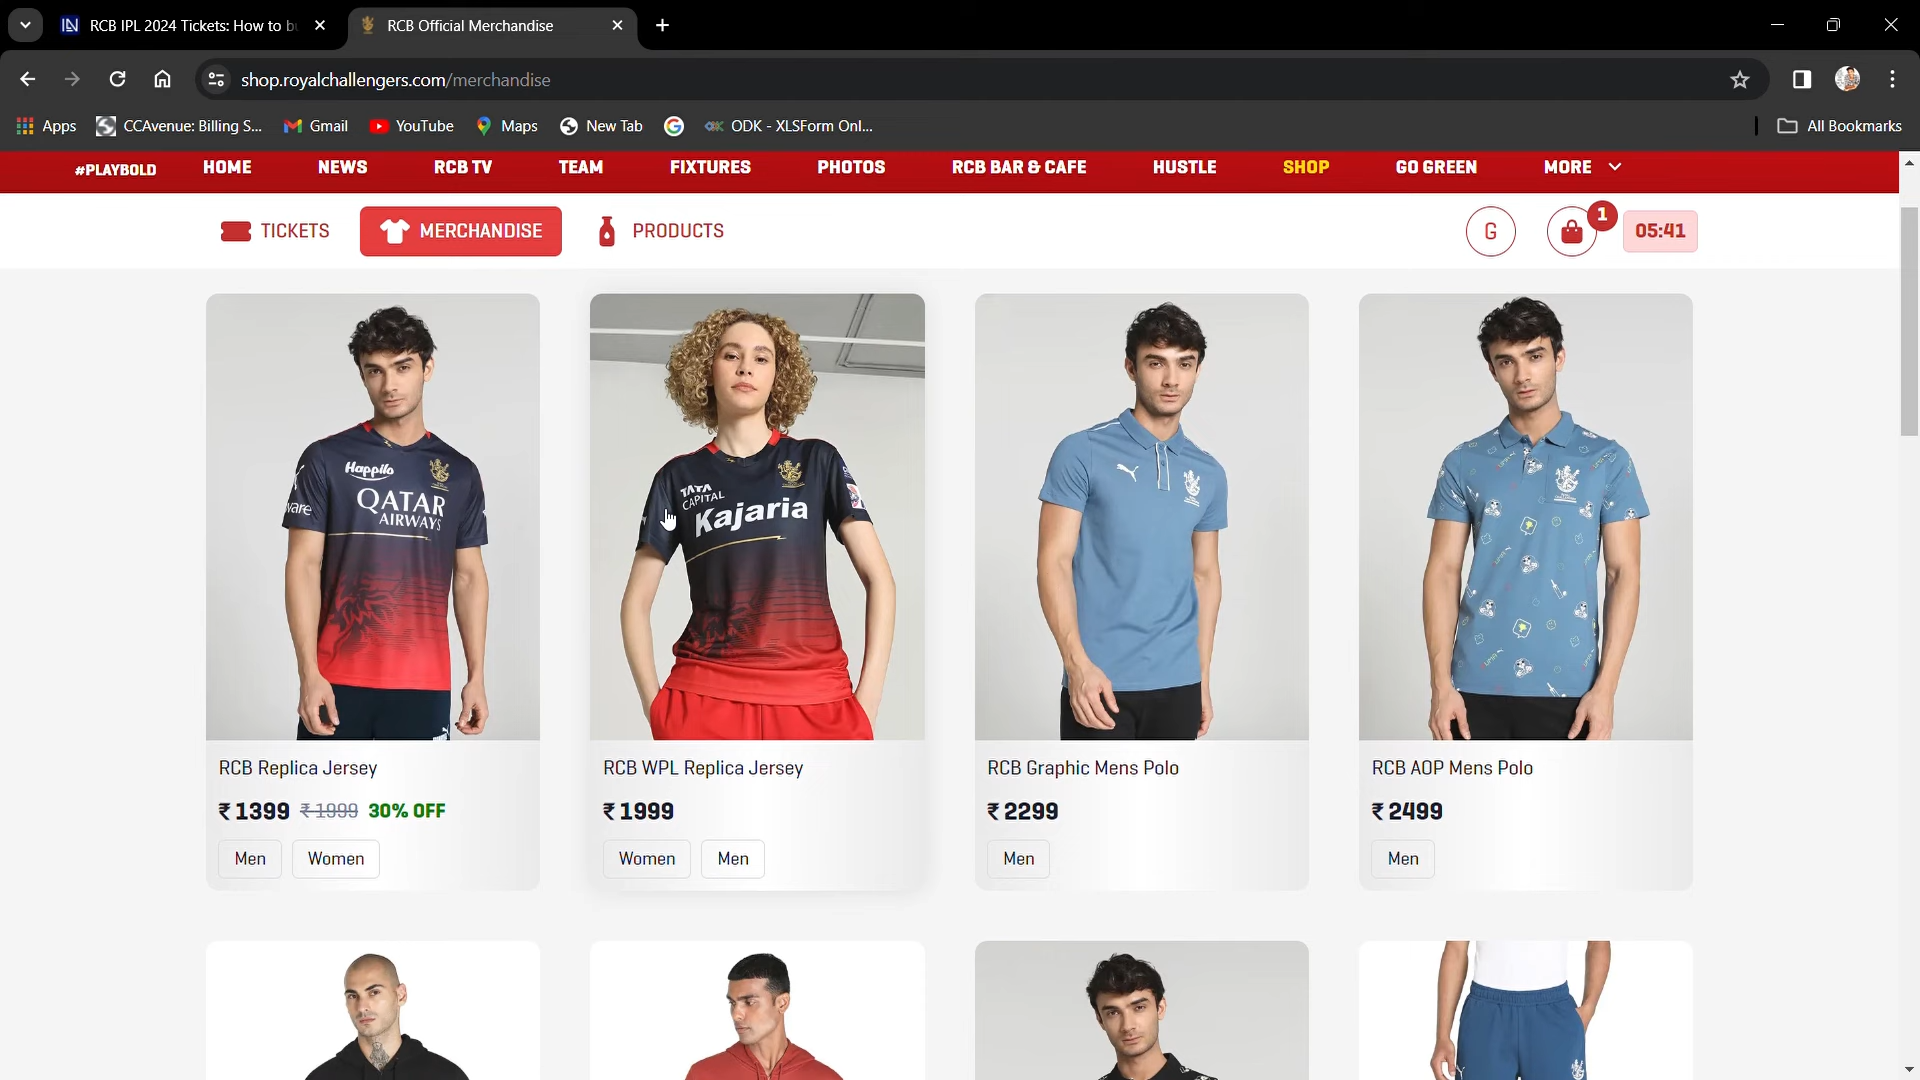 RCB IPL 2024 Tickets: How to b
RCB Official Merchandise
shop.royalchallengers.com/merchandise
Apps
CCAvenue: Billing S...
Gmail
YouTube
Maps
New Tab
ODK - XLSForm Onl...
All Bookmarks
#PLAYBOLD
HOME
NEWS
RCB TV
TEAM
FIXTURES
PHOTOS
RCB BAR & CAFE
HUSTLE
SHOP
GO GREEN
MORE
TICKETS
MERCHANDISE
PRODUCTS
G
1
05:41
Happilo
QATAR
AIRWAYS
ware
TATA
CAPITAL
Kajaria
RCB Replica Jersey
₹ 1399 ₹ 1999 30% OFF
Men
Women
RCB WPL Replica Jersey
₹ 1999
Women
Men
RCB Graphic Mens Polo
₹ 2299
Men
RCB AOP Mens Polo
₹ 2499
Men